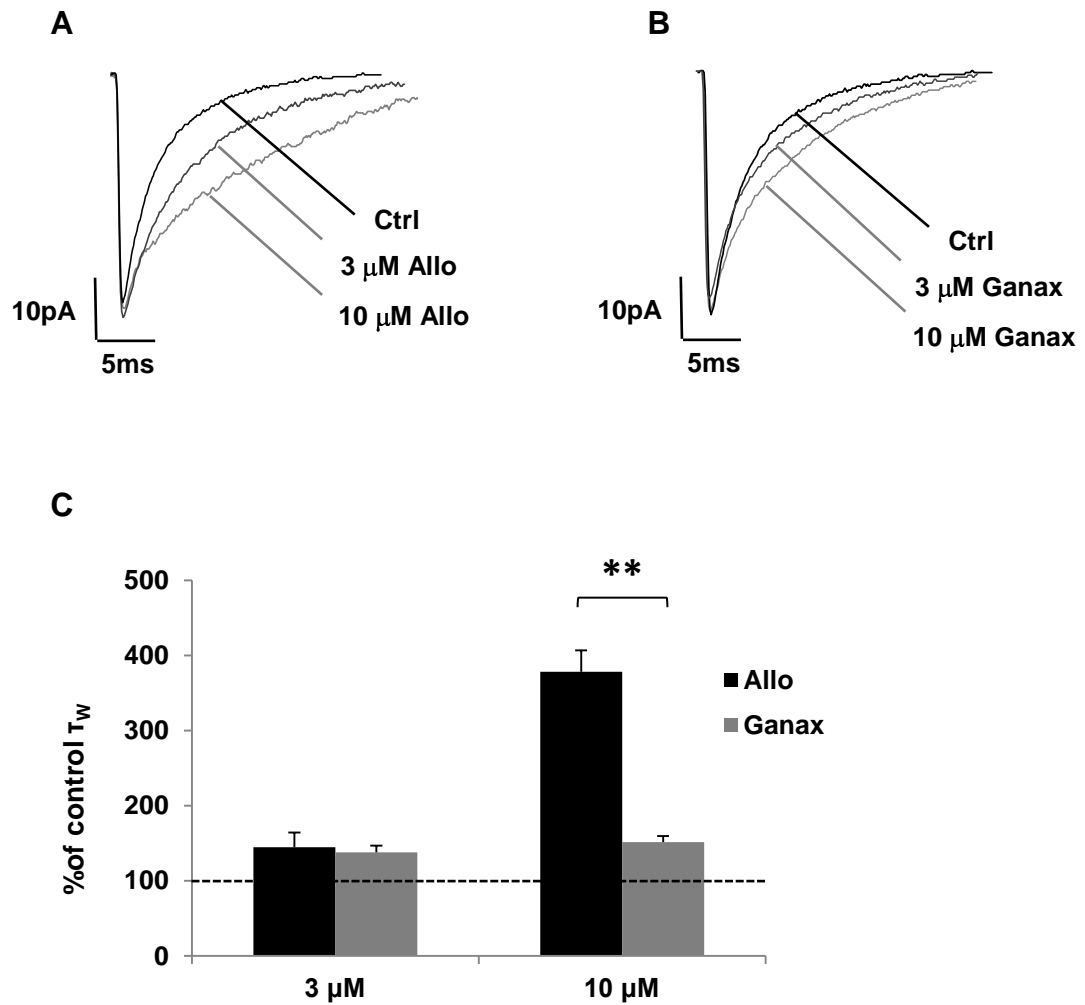 A
Ctrl
3 μM Allo
10 μM Allo
10pA
5ms
B
Ctrl
3 μM Ganax
10 μM Ganax
10pA
5ms
C
**
500
400
300
200
100
0
%of control τw
Allo
Ganax
3 μM
10 μM